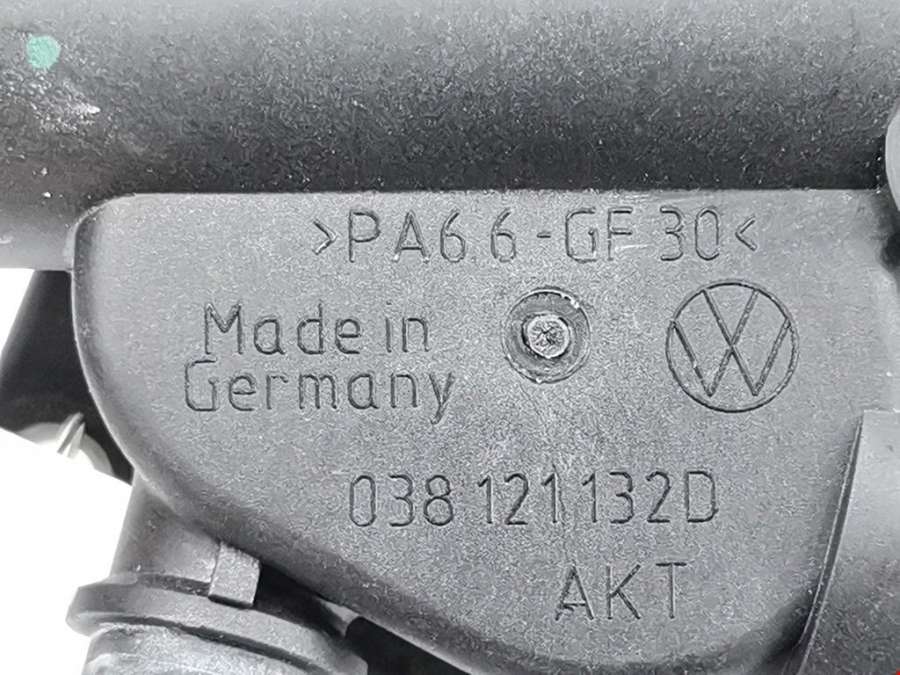 >PA6.6-GF30<
Made in
Germany
038 121 132D
AKT